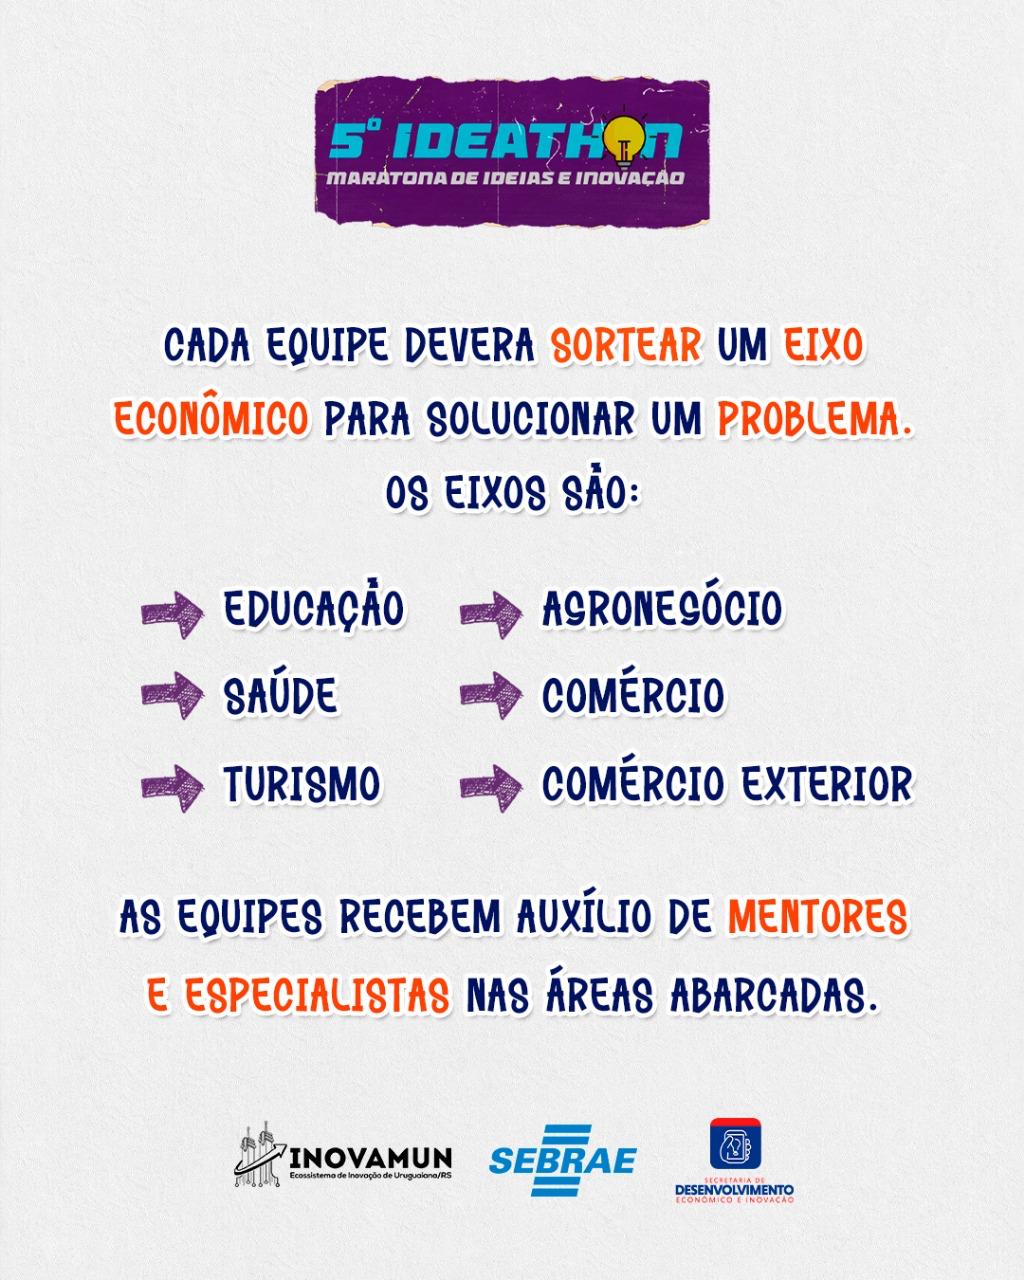 5º IDEATHON
MARATONA DE IDEIAS E INOVAÇÃO
CADA EQUIPE DEVERA SORTEAR UM EIXO
ECONÔMICO PARA SOLUCIONAR UM PROBLEMA.
OS EIXOS SÃO:
EDUCAÇÃO
SAÚDE
TURISMO
AGRONEGÓCIO
COMÉRCIO
COMÉRCIO EXTERIOR
AS EQUIPES RECEBEM AUXÍLIO DE MENTORES
E ESPECIALISTAS NAS ÁREAS ABARCADAS.
INOVAMUN
Ecossistema de Inovação de Uruguaiana/RS
SEBRAE
SECRETARIA DE
DESENVOLVIMENTO
ECONÔMICO E INOVAÇÃO